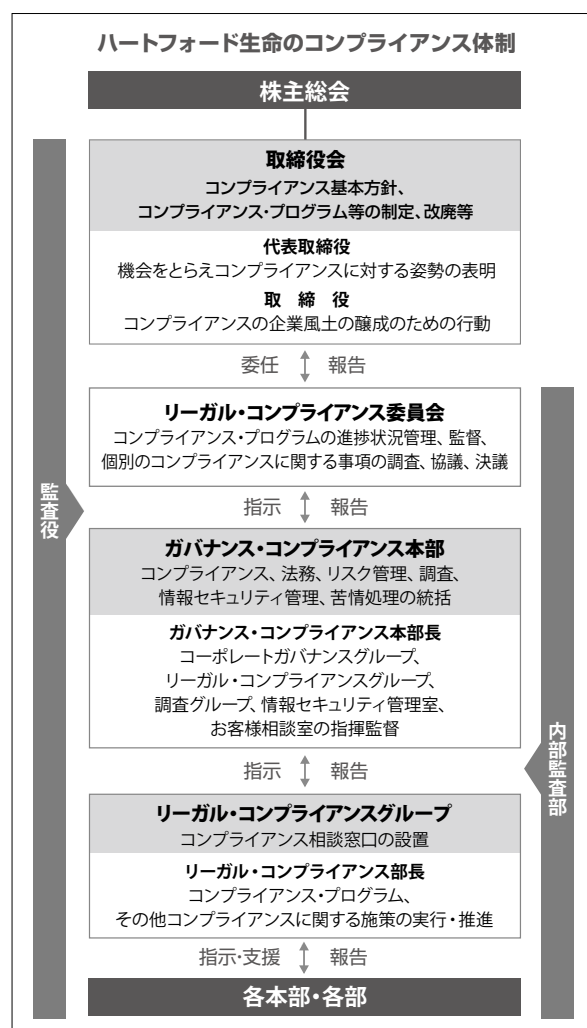 ハートフォード生命のコンプライアンス体制
株主総会
取締役会
コンプライアンス基本方針、
コンプライアンス・プログラム等の制定、改廃等
代表取締役
機会をとらえコンプライアンスに対する姿勢の表明
取 締 役
コンプライアンスの企業風土の醸成のための行動
委任 報告
リーガル・コンプライアンス委員会
コンプライアンス・プログラムの進捗状況管理、監督、
個別のコンプライアンスに関する事項の調査、協議、決議
指示 報告
監査役
ガバナンス・コンプライアンス本部
コンプライアンス、法務、リスク管理、調査、
情報セキュリティ管理、苦情処理の統括
ガバナンス・コンプライアンス本部長
コーポレートガバナンスグループ、
リーガル・コンプライアンスグループ、
調査グループ、情報セキュリティ管理室、
お客様相談室の指揮監督
指示 報告
内部監査部
リーガル・コンプライアンスグループ
コンプライアンス相談窓口の設置
リーガル・コンプライアンス部長
コンプライアンス・プログラム、
その他コンプライアンスに関する施策の実行・推進
指示・支援 報告
各本部・各部